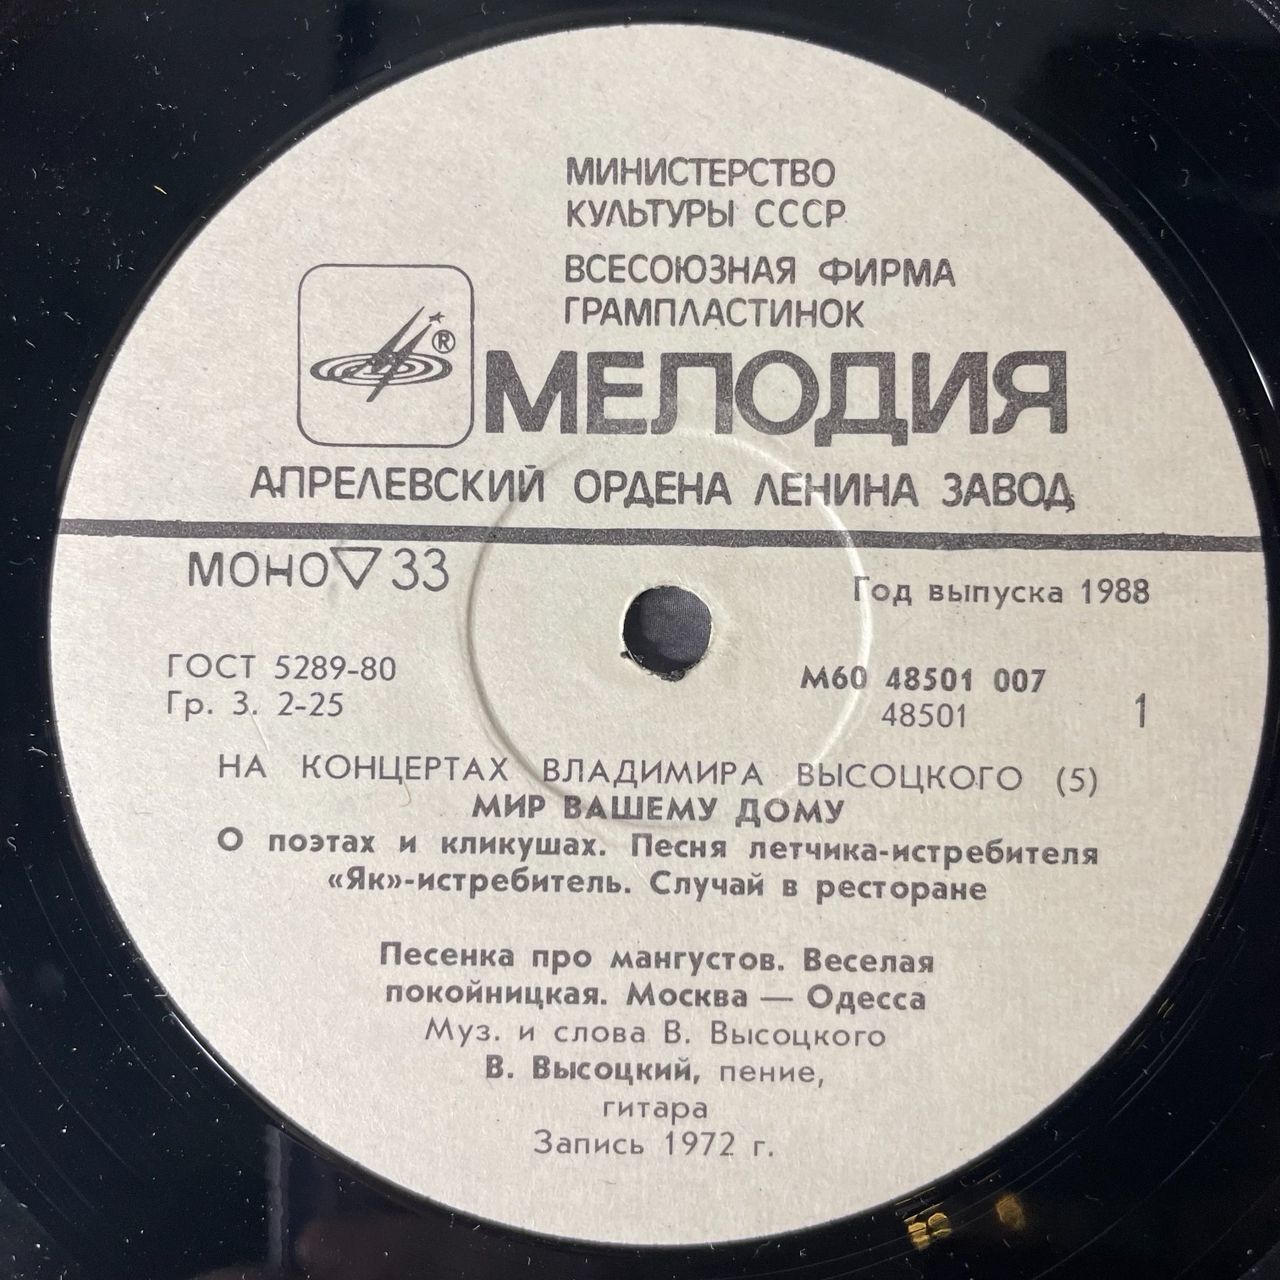 МИНИСТЕРСТВО
КУЛЬТУРЫ СССР
ВСЕСОЮЗНАЯ ФИРМА
ГРАМПЛАСТИНОК
®
МЕЛОДИЯ
АПРЕЛЕВСКИЙ ОРДЕНА ЛЕНИНА ЗАВОД
МОНО ▽ 33
Год выпуска 1988
ГОСТ 5289-80
Гр. 3. 2-25
М60 48501 007
48501
1
НА КОНЦЕРТАХ ВЛАДИМИРА ВЫСОЦКОГО (5)
МИР ВАШЕМУ ДОМУ
О поэтах и кликушах. Песня летчика-истребителя
«Як»-истребитель. Случай в ресторане
Песенка про мангустов. Веселая
покойницкая. Москва — Одесса
Муз. и слова В. Высоцкого
В. Высоцкий, пение,
гитара
Запись 1972 г.